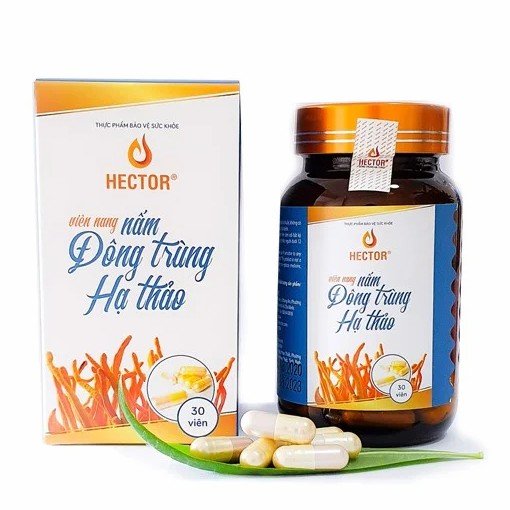 THỰC PHẨM BẢO VỆ SỨC KHỎE
HECTOR®
viên nang nấm
Đông trùng
Hạ thảo
30
viên
HECTOR
THỰC PHẨM BẢO VỆ SỨC KHỎE
HECTOR®
viên nang nấm
Đông trùng
Hạ thảo
30
viên